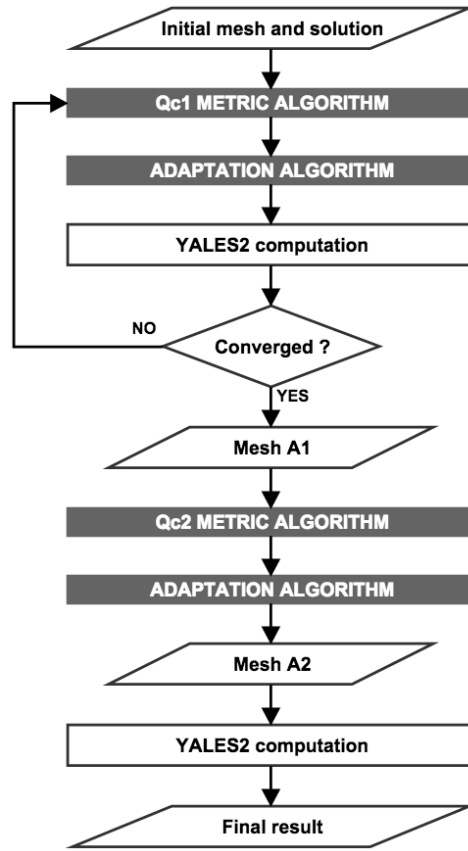 Initial mesh and solution
Qc1 METRIC ALGORITHM
ADAPTATION ALGORITHM
YALES2 computation
NO
Converged ?
YES
Mesh A1
Qc2 METRIC ALGORITHM
ADAPTATION ALGORITHM
Mesh A2
YALES2 computation
Final result